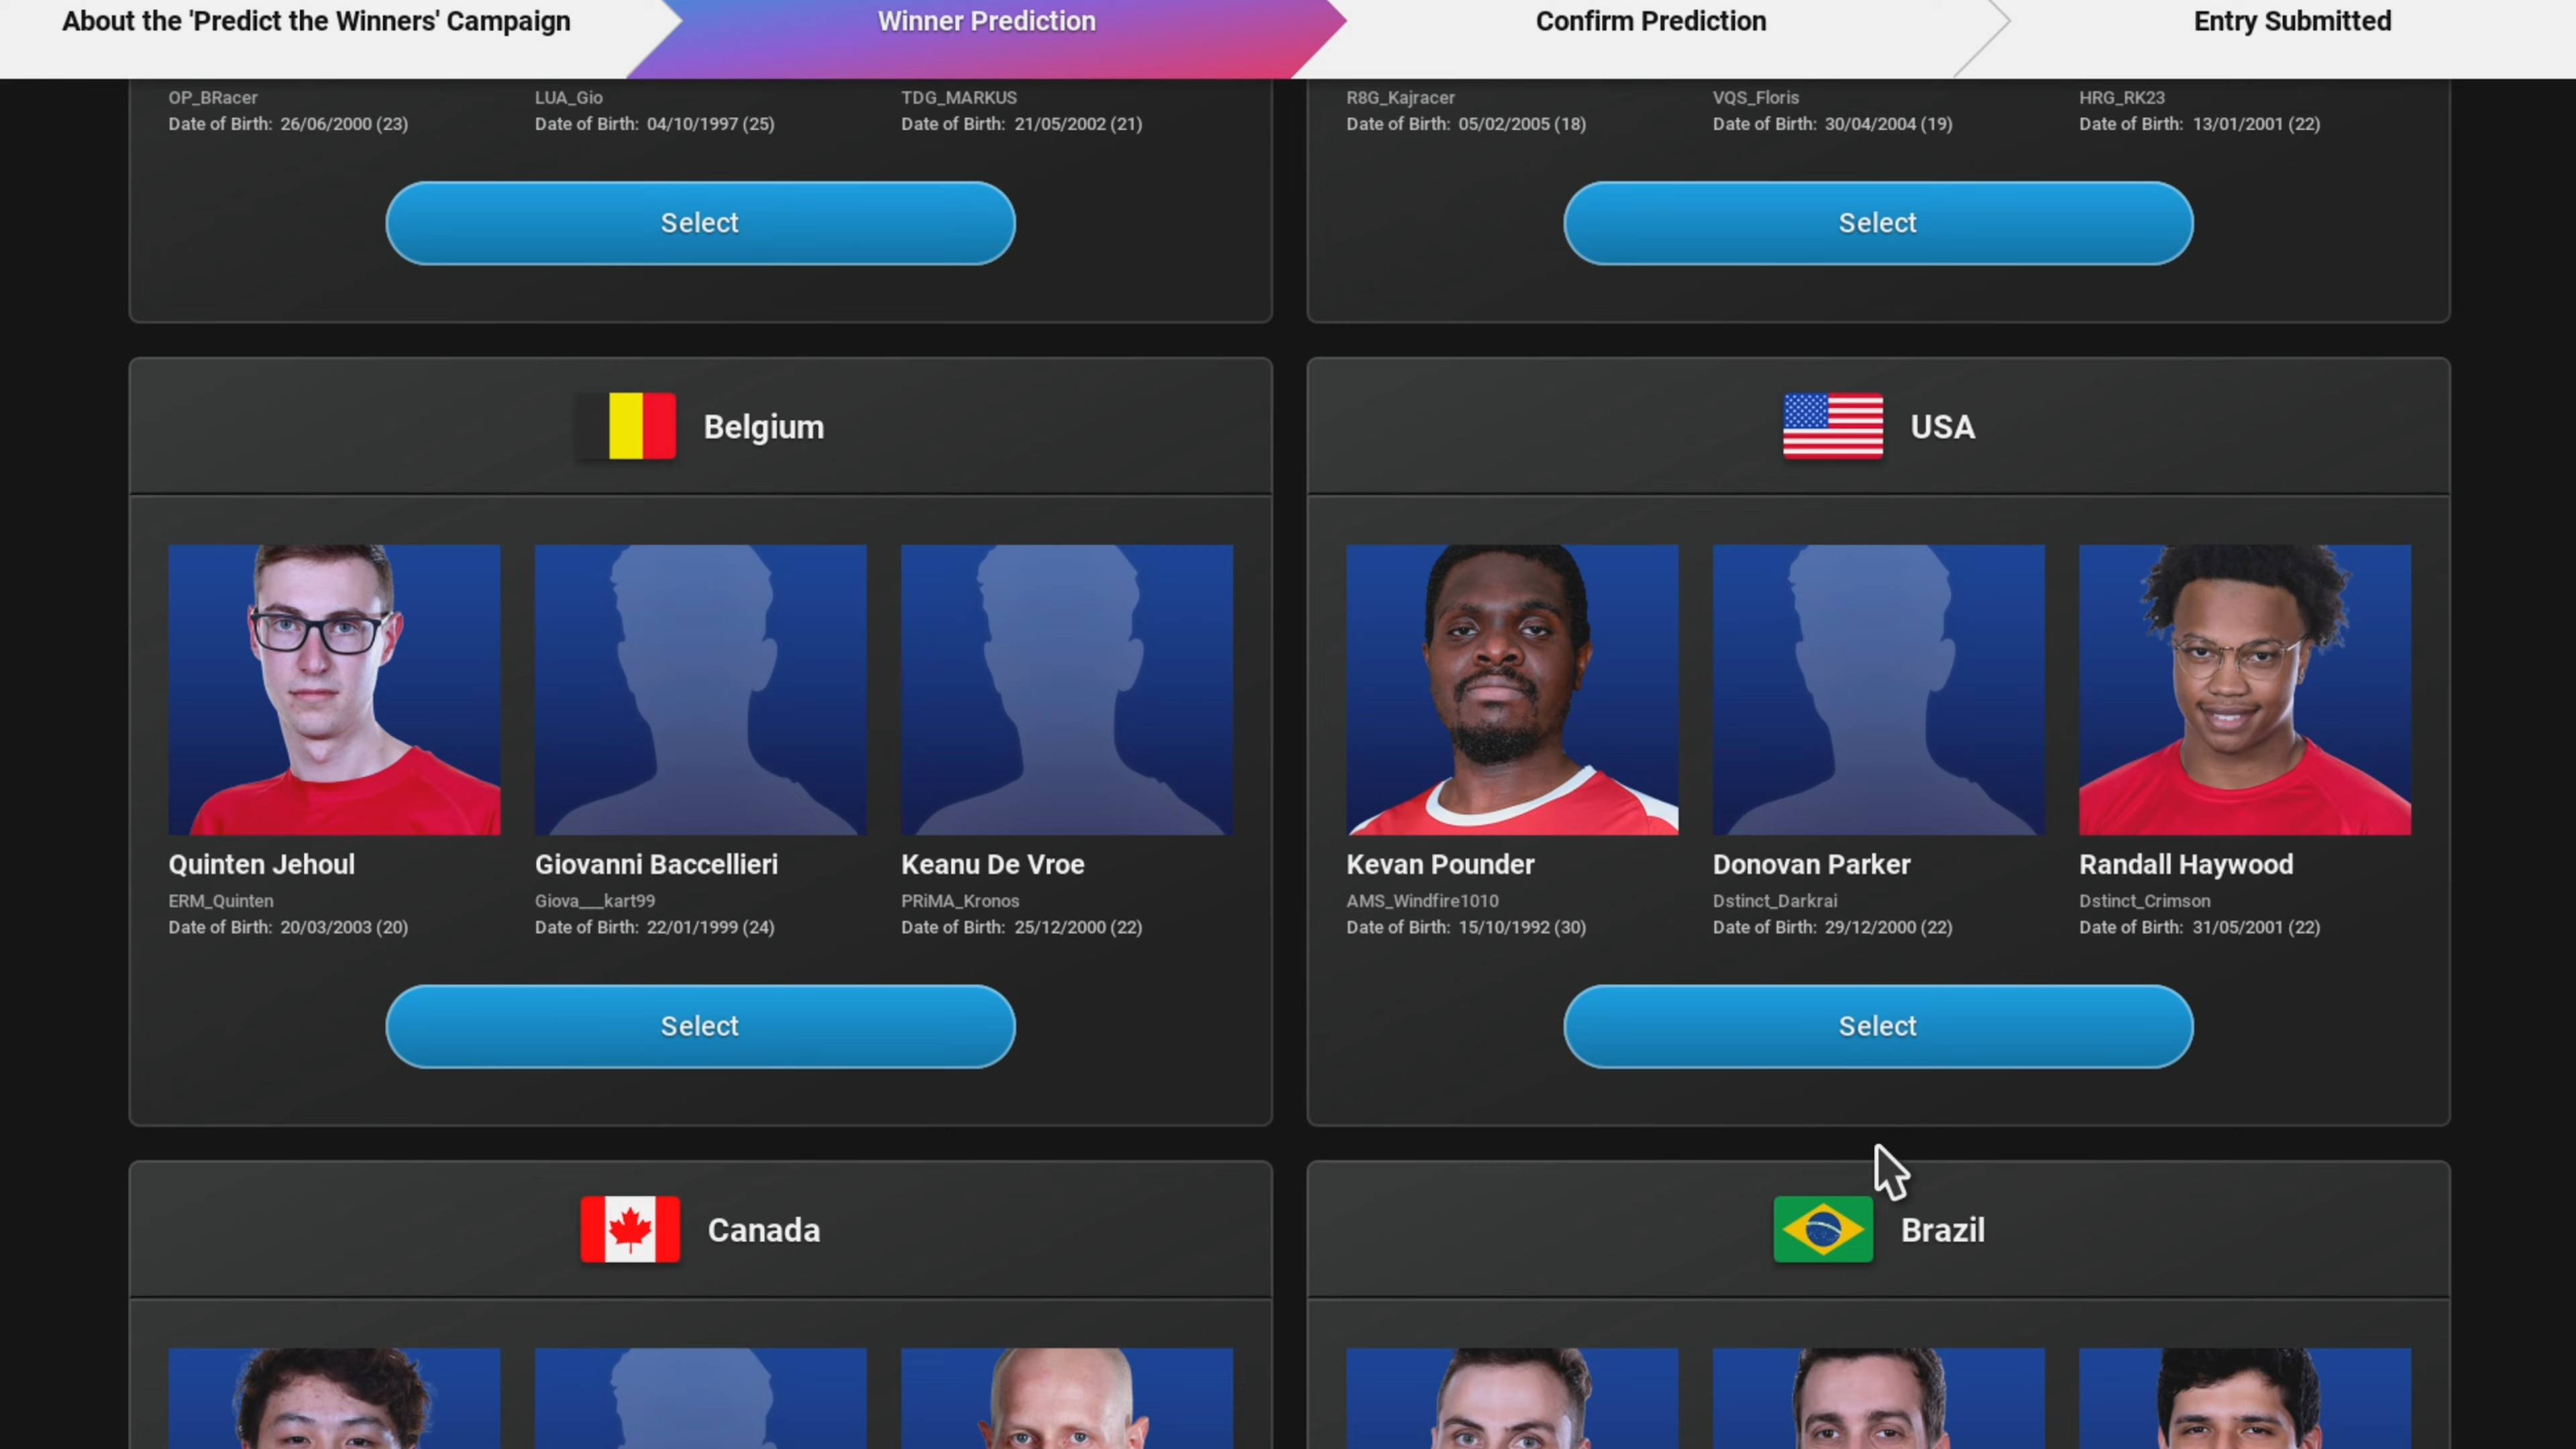 About the 'Predict the Winners' Campaign
Winner Prediction
Confirm Prediction
Entry Submitted
OP_BRacer
Date of Birth: 26/06/2000 (23)
LUA_Gio
Date of Birth: 04/10/1997 (25)
TDG_MARKUS
Date of Birth: 21/05/2002 (21)
Select
R8G_Kajracer
Date of Birth: 05/02/2005 (18)
VQS_Floris
Date of Birth: 30/04/2004 (19)
HRG_RK23
Date of Birth: 13/01/2001 (22)
Select
Belgium
Quinten Jehoul
ERM_Quinten
Date of Birth: 20/03/2003 (20)
Giovanni Baccellieri
Giova___kart99
Date of Birth: 22/01/1999 (24)
Keanu De Vroe
PRiMA_Kronos
Date of Birth: 25/12/2000 (22)
Select
USA
Kevan Pounder
AMS_Windfire1010
Date of Birth: 15/10/1992 (30)
Donovan Parker
Dstinct_Darkrai
Date of Birth: 29/12/2000 (22)
Randall Haywood
Dstinct_Crimson
Date of Birth: 31/05/2001 (22)
Select
Canada
Brazil